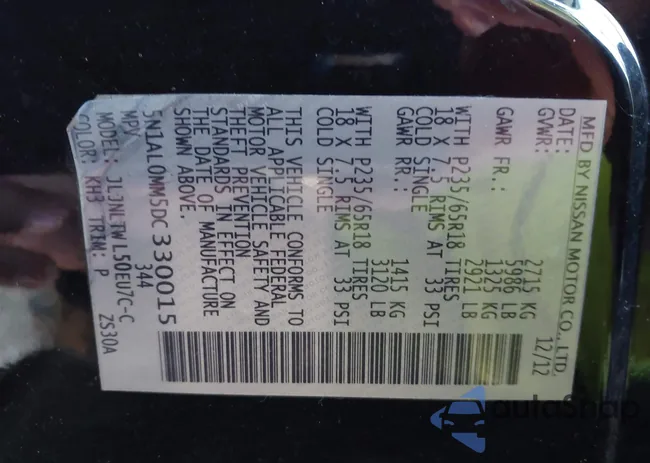 MFD BY NISSAN MOTOR CO., LTD.
DATE: 12/12
GVWR: 2715 KG
5986 LB
GAWR FR.: 1325 KG
2921 LB
WITH P235/65R18 TIRES
18 X 7.5 RIMS AT 33 PSI
COLD SINGLE
GAWR RR.: 1415 KG
3120 LB
WITH P235/65R18 TIRES
18 X 7.5 RIMS AT 33 PSI
COLD SINGLE
THIS VEHICLE CONFORMS TO
ALL APPLICABLE FEDERAL
MOTOR VEHICLE SAFETY AND
THEFT PREVENTION
STANDARDS IN EFFECT ON
THE DATE OF MANUFACTURE
SHOWN ABOVE.
5N1AL0MM5DC330015
MPV 344
MODEL: JLJNLTWL50EU7C-C
COLOR: KH3 TRIM: P ZS30A
autoShop